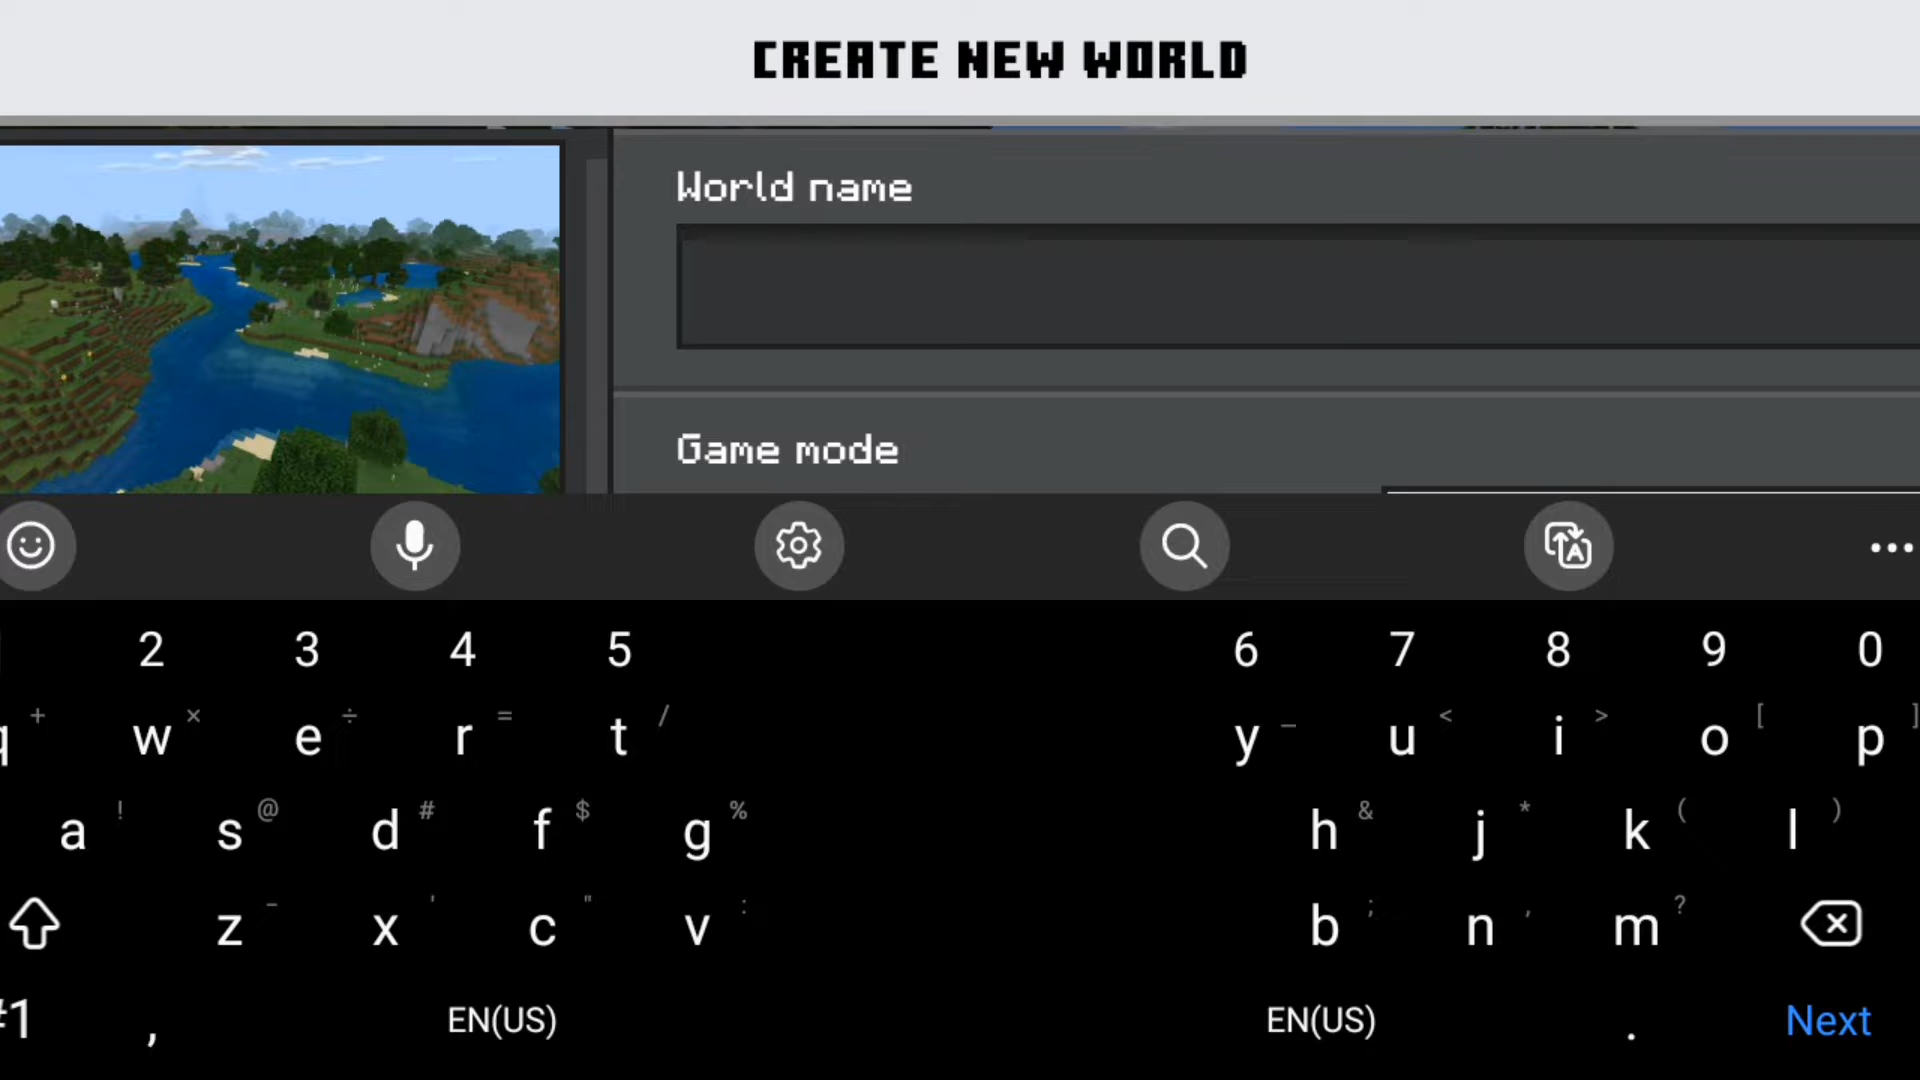 CREATE NEW WORLD
World name
Game mode
2 3 4 5 6 7 8 9 0
q + w × e ÷ r = t / y _ u < i > o [ p ]
a ! s @ d # f $ g % h & j * k ( l )
z - x ' c " v : b ; n , m ?
#1 , EN(US) EN(US) . Next